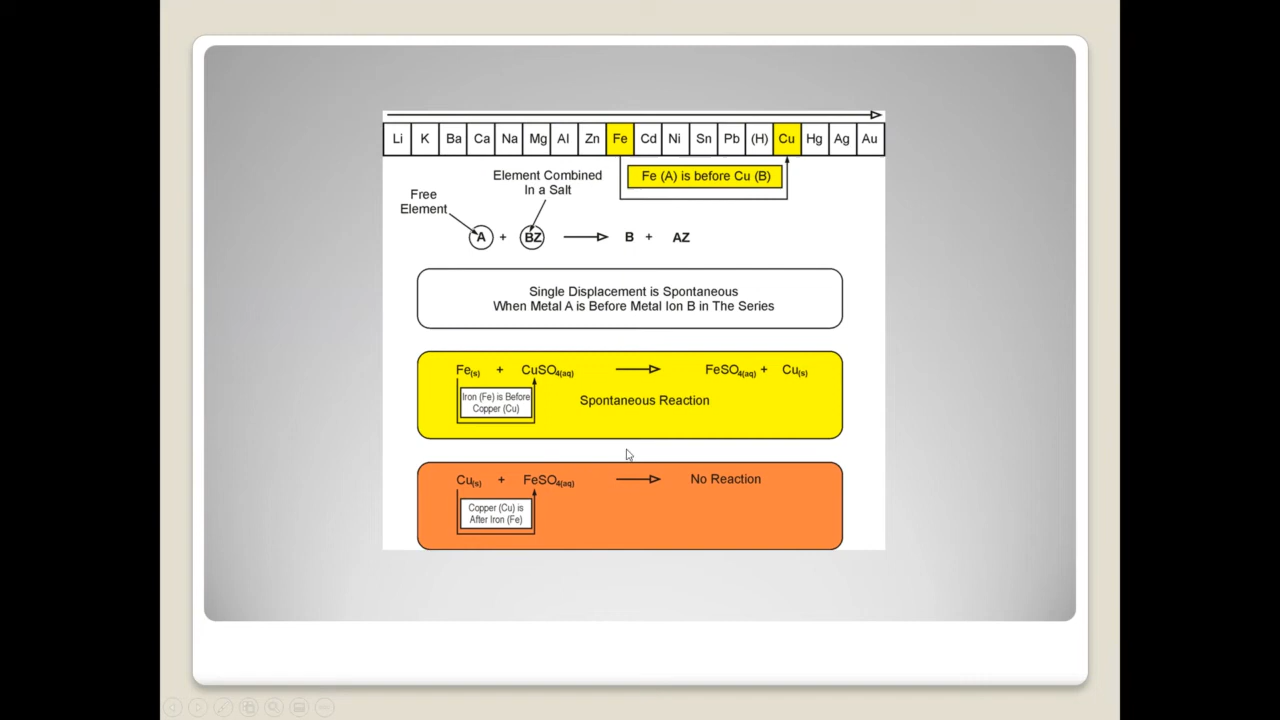 Li K Ba Ca Na Mg Al Zn Fe Cd Ni Sn Pb (H) Cu Hg Ag Au
Fe (A) is before Cu (B)
Element Combined
In a Salt
Free
Element
A + BZ B + AZ
Single Displacement is Spontaneous
When Metal A is Before Metal Ion B in The Series
Fe(s) + CuSO4(aq) FeSO4(aq) + Cu(s)
Iron (Fe) is Before
Copper (Cu)
Spontaneous Reaction
Cu(s) + FeSO4(aq) No Reaction
Copper (Cu) is
After Iron (Fe)